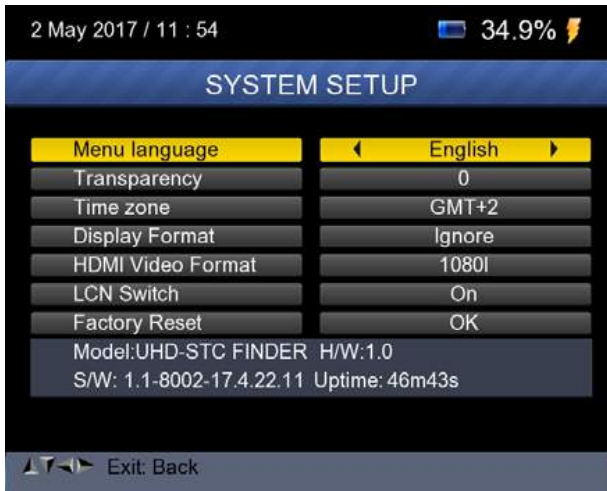 2 May 2017 / 11 : 54 34.9%
SYSTEM SETUP
Menu language English
Transparency 0
Time zone GMT+2
Display Format Ignore
HDMI Video Format 1080I
LCN Switch On
Factory Reset OK
Model:UHD-STC FINDER H/W:1.0
S/W: 1.1-8002-17.4.22.11 Uptime: 46m43s
Exit: Back